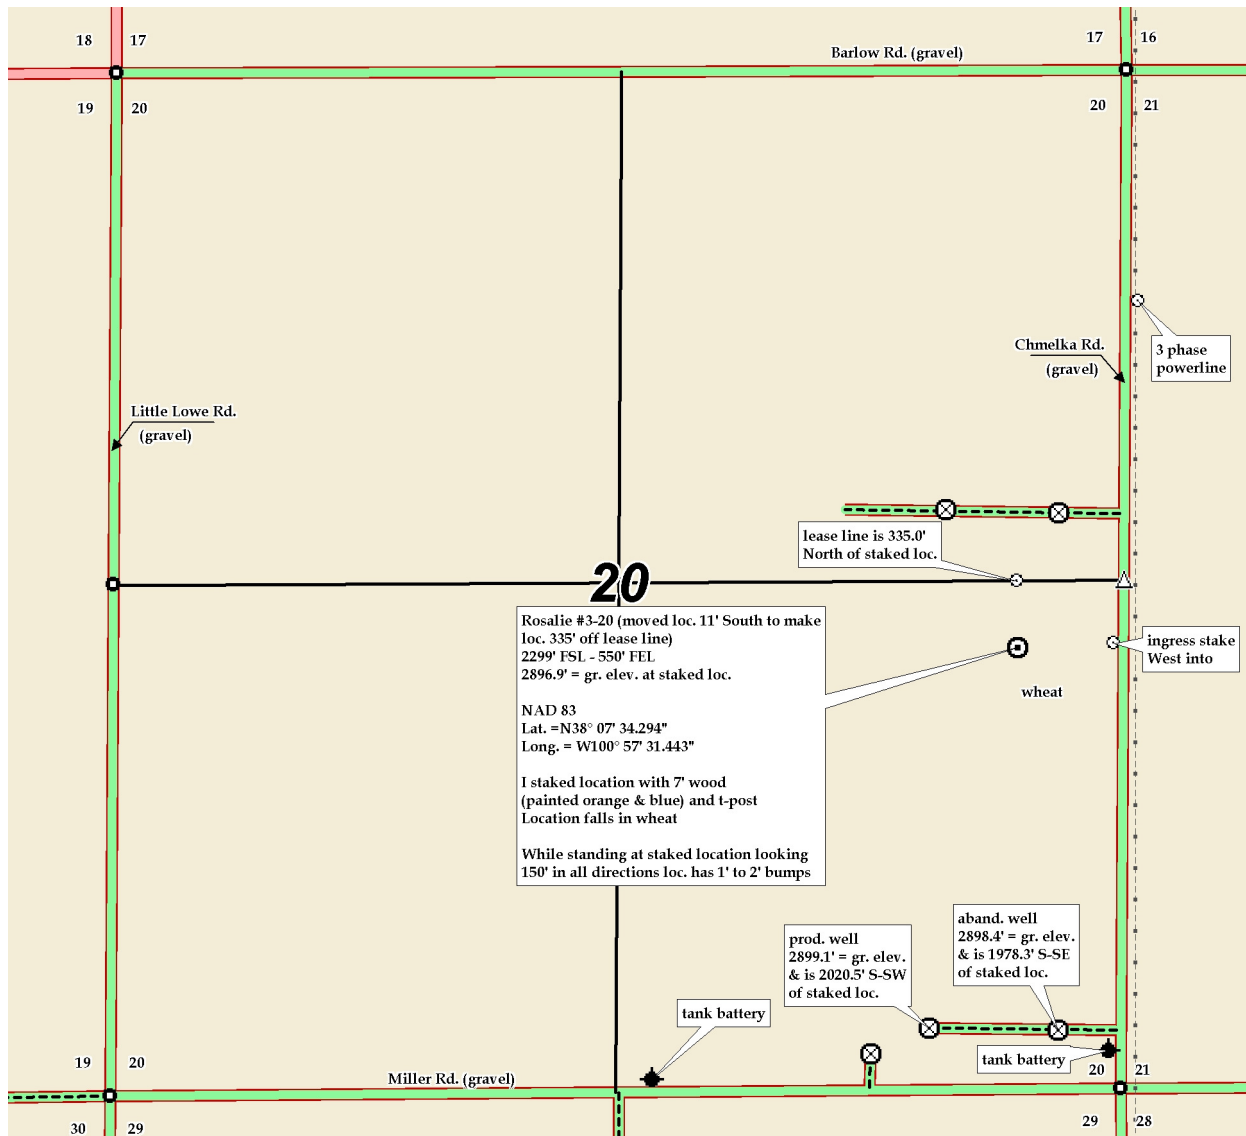 18 17
17 16
Barlow Rd. (gravel)
19 20
20 21
Chmelka Rd.
(gravel)
3 phase
powerline
Little Lowe Rd.
(gravel)
lease line is 335.0'
North of staked loc.
20
Rosalie #3-20 (moved loc. 11' South to make
loc. 335' off lease line)
2299' FSL - 550' FEL
2896.9' = gr. elev. at staked loc.
NAD 83
Lat. =N38° 07' 34.294"
Long. = W100° 57' 31.443"
I staked location with 7' wood
(painted orange & blue) and t-post
Location falls in wheat
While standing at staked location looking
150' in all directions loc. has 1' to 2' bumps
ingress stake
West into
wheat
prod. well
2899.1' = gr. elev.
& is 2020.5' S-SW
of staked loc.
aband. well
2898.4' = gr. elev.
& is 1978.3' S-SE
of staked loc.
tank battery
tank battery
19 20
20 21
Miller Rd. (gravel)
30 29
29 28